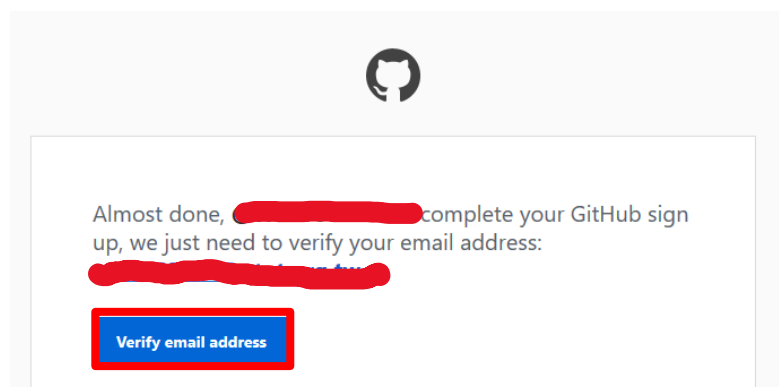 Almost done, complete your GitHub sign
up, we just need to verify your email address:
Verify email address